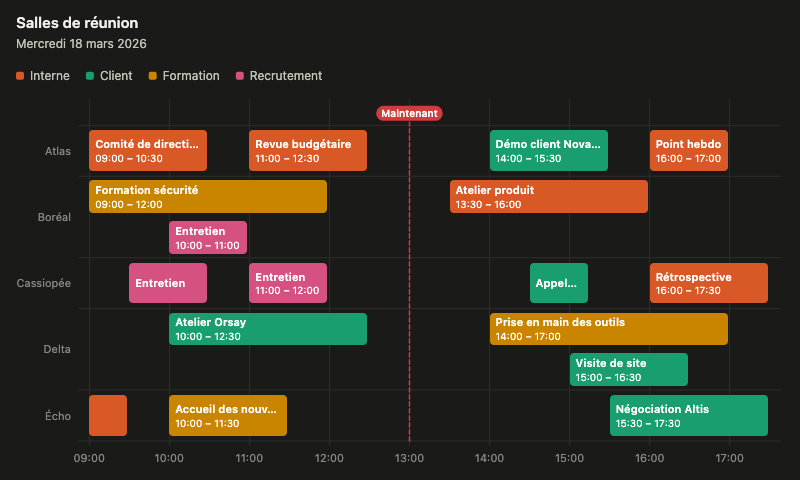 Salles de réunion
Mercredi 18 mars 2026
Interne
Client
Formation
Recrutement
Maintenant
Atlas
Comité de directi...
09:00 – 10:30
Revue budgétaire
11:00 – 12:30
Démo client Nova...
14:00 – 15:30
Point hebdo
16:00 – 17:00
Boréal
Formation sécurité
09:00 – 12:00
Atelier produit
13:30 – 16:00
Entretien
10:00 – 11:00
Cassiopée
Entretien
Entretien
11:00 – 12:00
Appel...
Rétrospective
16:00 – 17:30
Delta
Atelier Orsay
10:00 – 12:30
Prise en main des outils
14:00 – 17:00
Visite de site
15:00 – 16:30
Écho
Accueil des nouv...
10:00 – 11:30
Négociation Altis
15:30 – 17:30
09:00
10:00
11:00
12:00
13:00
14:00
15:00
16:00
17:00